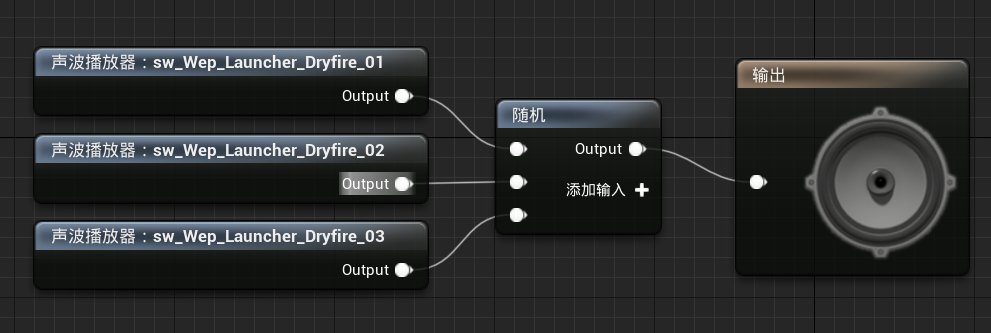 声波播放器：sw_Wep_Launcher_Dryfire_01
Output
声波播放器：sw_Wep_Launcher_Dryfire_02
Output
声波播放器：sw_Wep_Launcher_Dryfire_03
Output
随机
Output
添加输入
输出